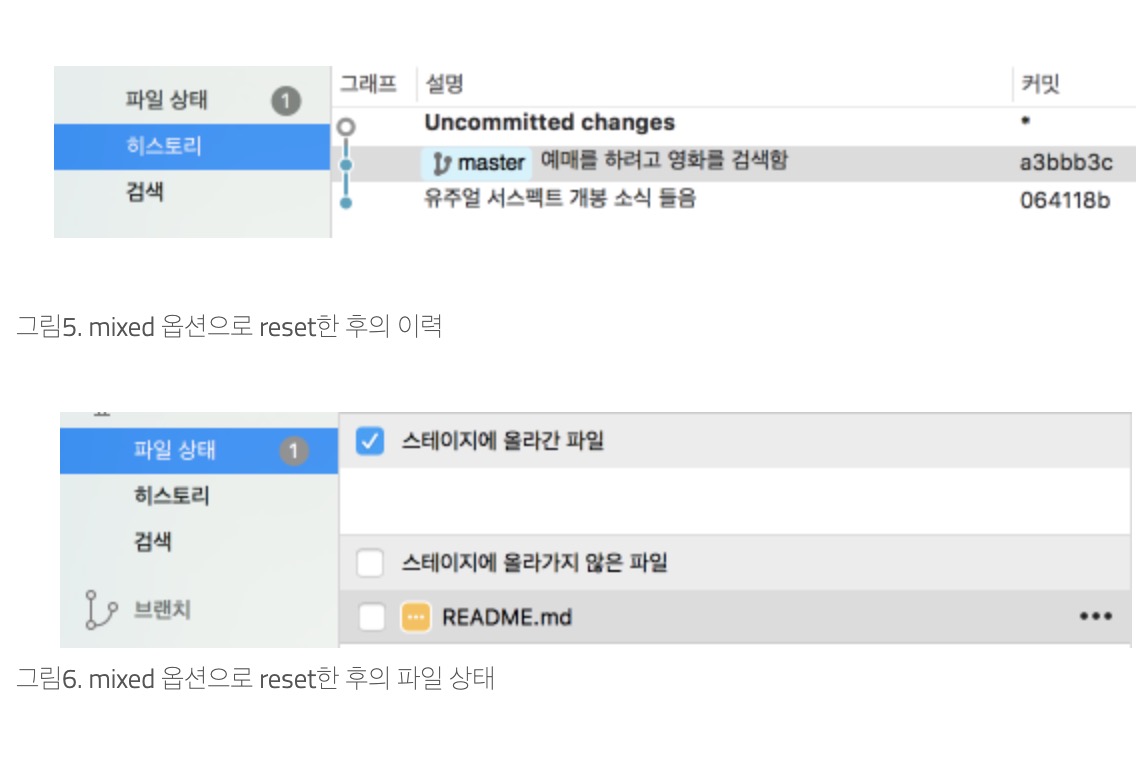 파일 상태 1 그래프 설명 커밋
히스토리 Uncommitted changes *
master 예매를 하려고 영화를 검색함 a3bbb3c
검색 유주얼 서스펙트 개봉 소식 들음 064118b
그림5. mixed 옵션으로 reset한 후의 이력
파일 상태 1 스테이지에 올라간 파일
히스토리
검색
스테이지에 올라가지 않은 파일
브랜치 README.md •••
그림6. mixed 옵션으로 reset한 후의 파일 상태